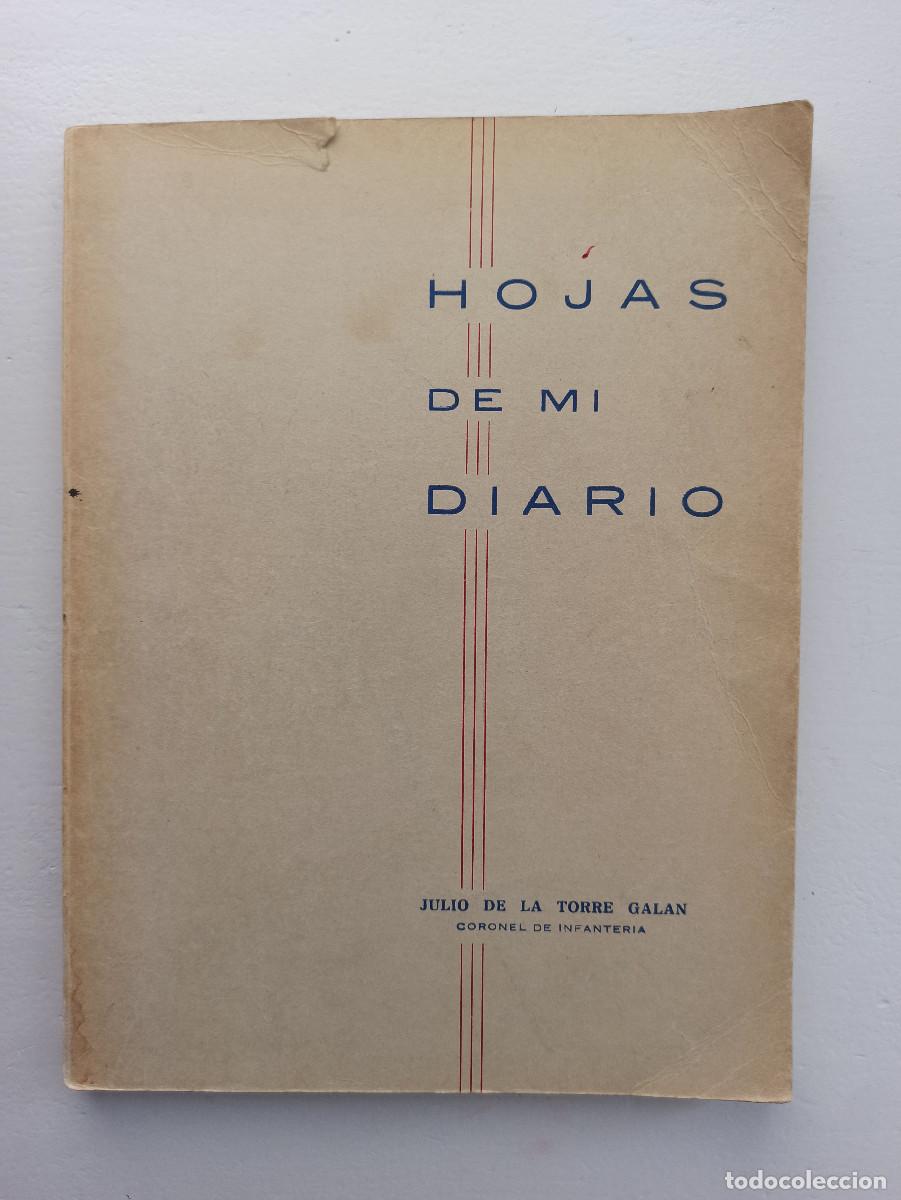 HOJAS
DE MI
DIARIO
JULIO DE LA TORRE GALAN
CORONEL DE INFANTERIA
todocoleccion